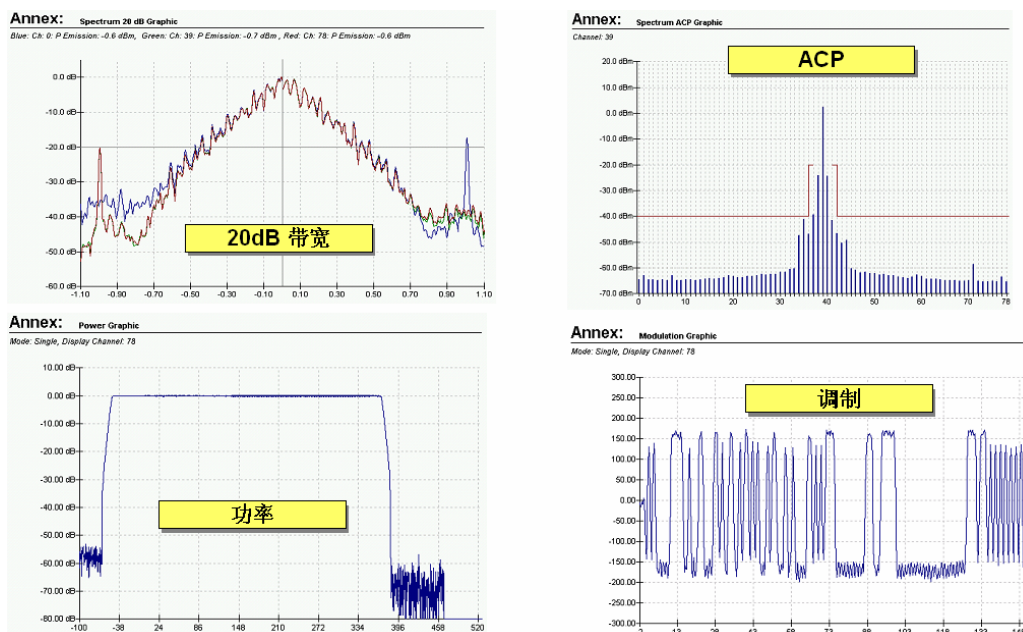 Annex: Spectrum 20 dB Graphic
Blue: Ch: 0: P Emission: -0.6 dBm, Green: Ch: 39: P Emission: -0.7 dBm , Red: Ch: 78: P Emission: -0.6 dBm
0.0 dB
-10.0 dB
-20.0 dB
-30.0 dB
-40.0 dB
-50.0 dB
-60.0 dB
20dB 带宽
-1.10 -0.90 -0.70 -0.50 -0.30 -0.10 0.10 0.30 0.50 0.70 0.90 1.10
Annex: Spectrum ACP Graphic
Channel: 39
ACP
20.0 dBm
10.0 dBm
0.0 dBm
-10.0 dBm
-20.0 dBm
-30.0 dBm
-40.0 dBm
-50.0 dBm
-60.0 dBm
-70.0 dBm
0 10 20 30 40 50 60 70 78
Annex: Power Graphic
Mode: Single, Display Channel: 78
10.00 dB
0.00 dB
-10.00 dB
-20.00 dB
-30.00 dB
-40.00 dB
-50.00 dB
-60.00 dB
-70.00 dB
-80.00 dB
功率
-100 -38 24 86 148 210 272 334 396 458 520
Annex: Modulation Graphic
Mode: Single, Display Channel: 78
调制
300.00
250.00
200.00
150.00
100.00
50.00
0.00
-50.00
-100.00
-150.00
-200.00
-250.00
-300.00